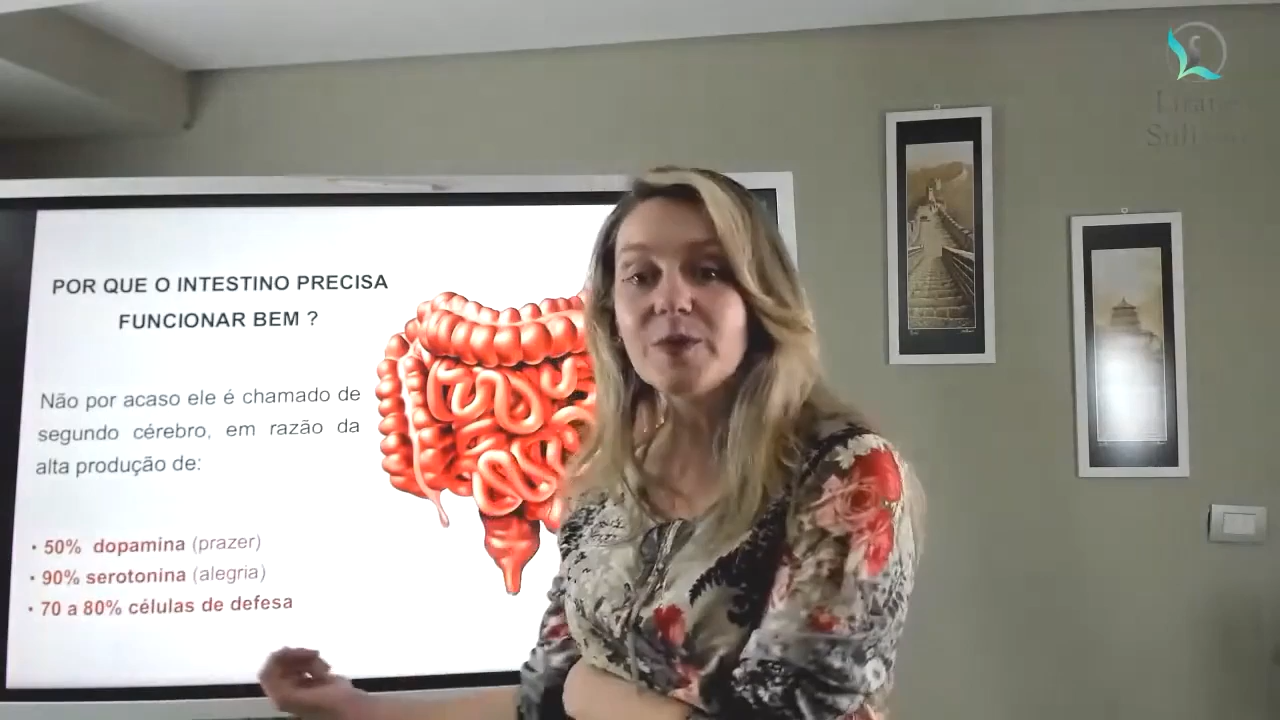 POR QUE O INTESTINO PRECISA
FUNCIONAR BEM ?
Não por acaso ele é chamado de
segundo cérebro, em razão da
alta produção de:
• 50% dopamina (prazer)
• 90% serotonina (alegria)
• 70 a 80% células de defesa